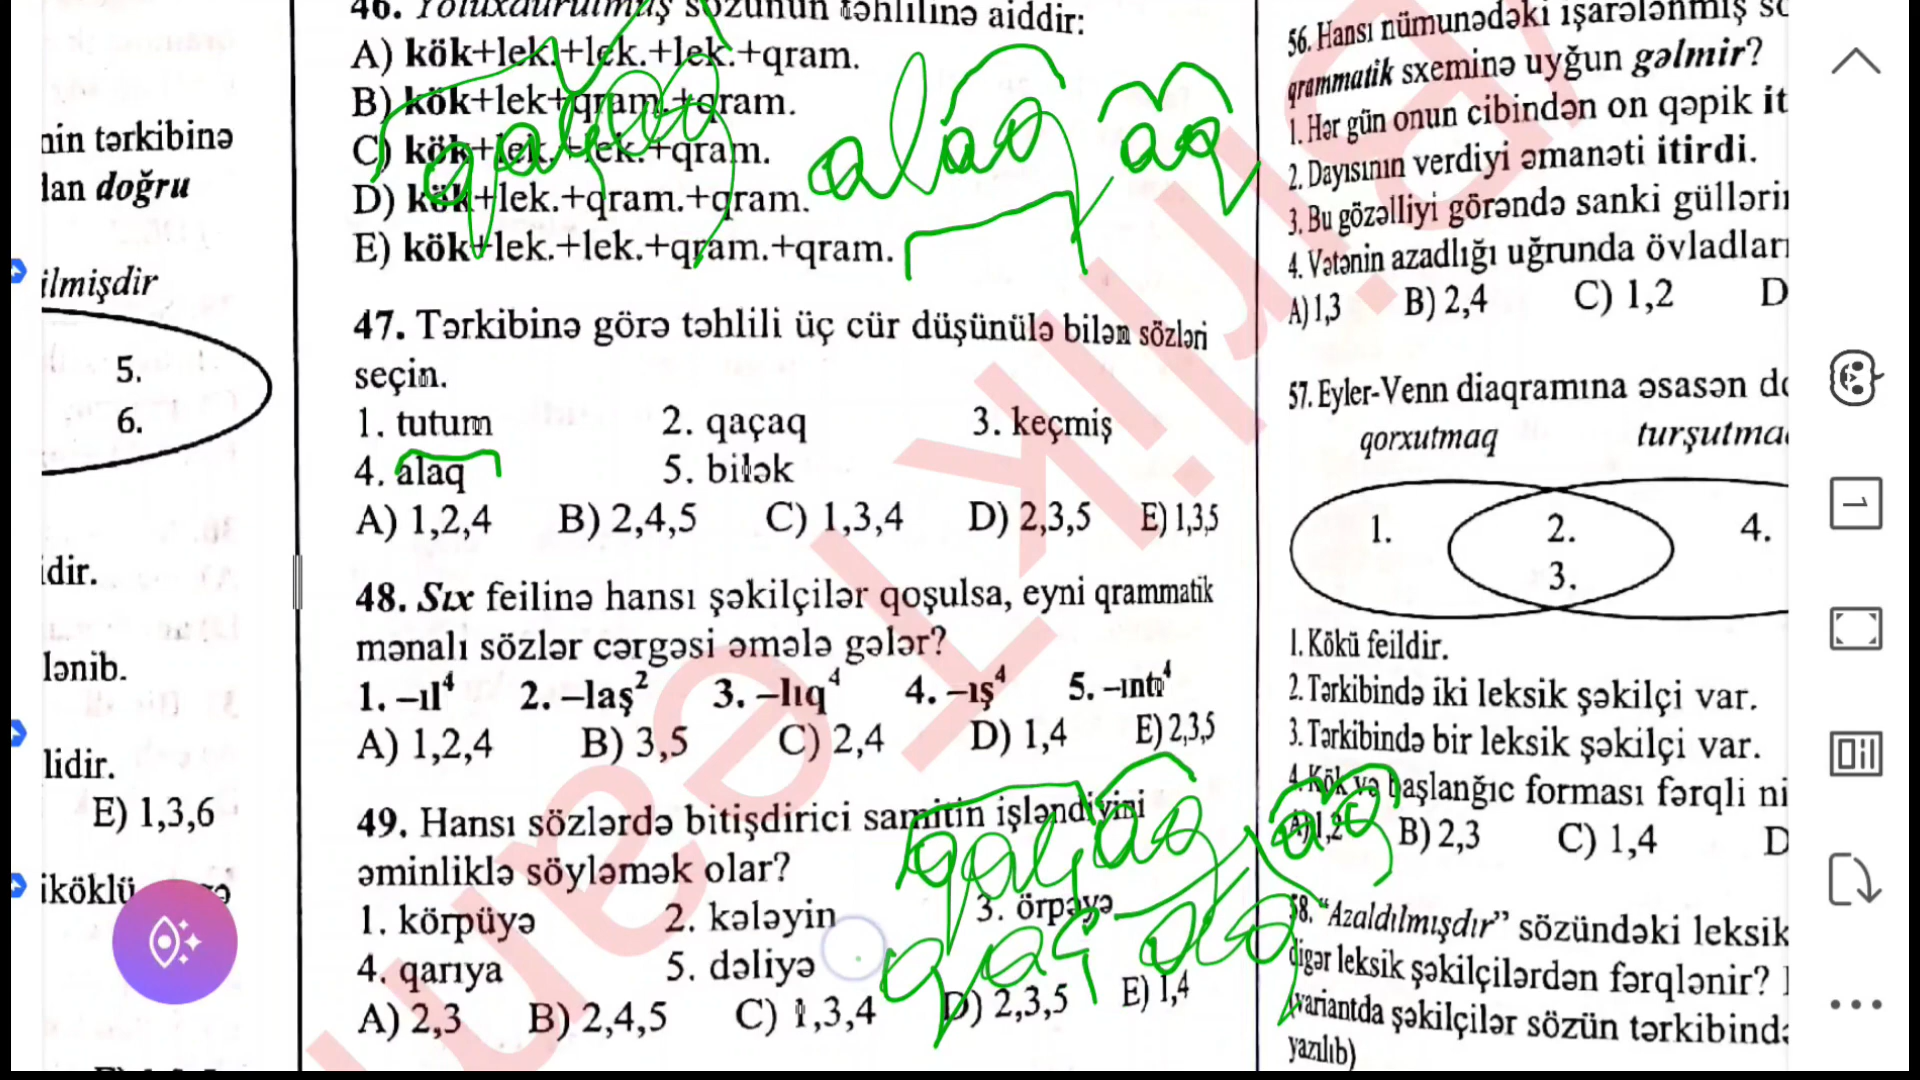 nin tərkibinə
lan doğru
ilmişdir
5.
6.
idir.
lənib.
lidir.
E) 1,3,6
iköklü
46. Yoluxdurulmuş sözünün təhlilinə aiddir:
A) kök+lek.+lek.+lek.+qram.
B) kök+lek+qram.+qram.
C) kök+lek.+lek.+qram.
D) kök+lek.+qram.+qram.
E) kök+lek.+lek.+qram.+qram.
qaçaq alaq aq
47. Tərkibinə görə təhlili üç cür düşünülə bilən sözləri
seçin.
1. tutum 2. qaçaq 3. keçmiş
4. alaq 5. bilək
A) 1,2,4 B) 2,4,5 C) 1,3,4 D) 2,3,5 E) 1,3,5
48. Sıx feilinə hansı şəkilçilər qoşulsa, eyni qrammatik
mənalı sözlər cərgəsi əmələ gələr?
1. –ıl⁴ 2. –laş² 3. –lıq⁴ 4. –ış⁴ 5. –ıntı⁴
A) 1,2,4 B) 3,5 C) 2,4 D) 1,4 E) 2,3,5
49. Hansı sözlərdə bitişdirici samitin işləndiyini
əminliklə söyləmək olar?
1. körpüyə 2. kələyin 3. örpəyə
4. qarıya 5. dəliyə
A) 2,3 B) 2,4,5 C) 1,3,4 D) 2,3,5 E) 1,4
qaçaq aq
qaç
56. Hansı nümunədəki işarələnmiş sö
qrammatik sxeminə uyğun gəlmir?
1. Hər gün onun cibindən on qəpik it
2. Dayısının verdiyi əmanəti itirdi.
3. Bu gözəlliyi görəndə sanki güllərin
4. Vətənin azadlığı uğrunda övladları
A) 1,3 B) 2,4 C) 1,2 D
57. Eyler-Venn diaqramına əsasən do
qorxutmaq turşutma
1. 2. 4.
3.
1. Kökü feildir.
2. Tərkibində iki leksik şəkilçi var.
3. Tərkibində bir leksik şəkilçi var.
4. Kök və başlanğıc forması fərqli ni
A) 1,2 B) 2,3 C) 1,4 D
58. “Azaldılmışdır” sözündəki leksik
digər leksik şəkilçilərdən fərqlənir?
variantda şəkilçilər sözün tərkibində
yazılıb)